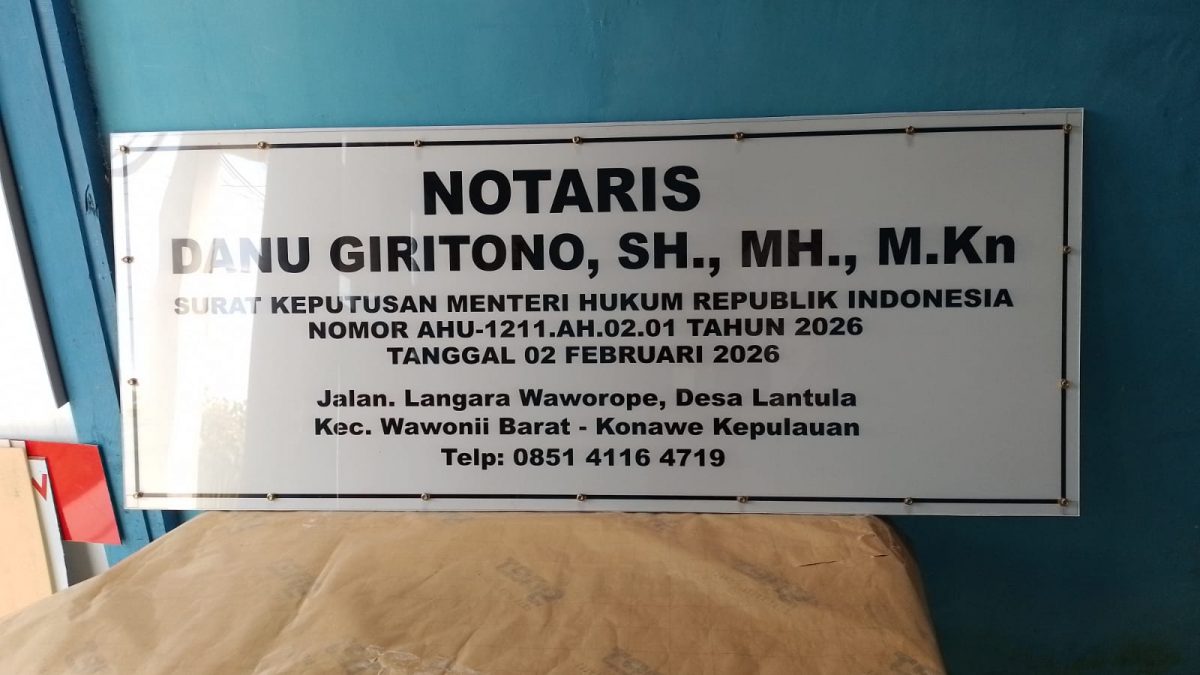 NOTARIS
DANU GIRITONO, SH., MH., M.Kn
SURAT KEPUTUSAN MENTERI HUKUM REPUBLIK INDONESIA
NOMOR AHU-1211.AH.02.01 TAHUN 2026
TANGGAL 02 FEBRUARI 2026
Jalan. Langara Waworope, Desa Lantula
Kec. Wawonii Barat - Konawe Kepulauan
Telp: 0851 4116 4719